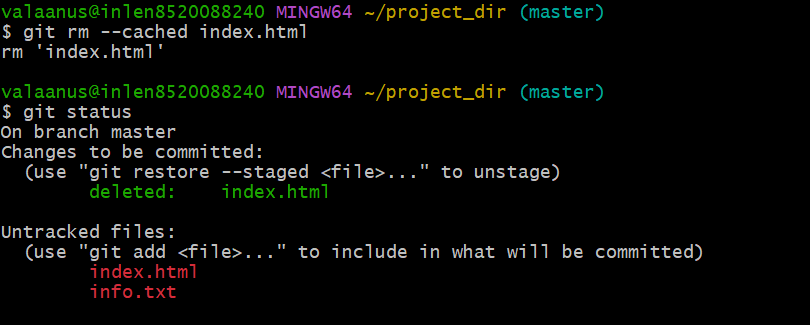 valaanus@inlen8520088240 MINGW64 ~/project_dir (master)
$ git rm --cached index.html
rm 'index.html'
valaanus@inlen8520088240 MINGW64 ~/project_dir (master)
$ git status
On branch master
Changes to be committed:
  (use "git restore --staged <file>..." to unstage)
        deleted:    index.html
Untracked files:
  (use "git add <file>..." to include in what will be committed)
        index.html
        info.txt